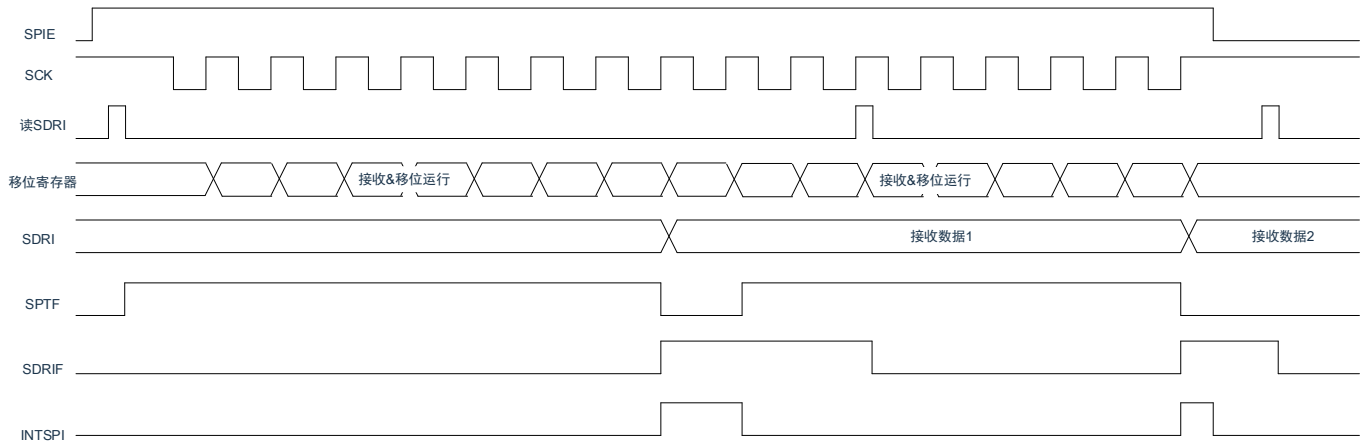 SPIE
SCK
读SDRI
移位寄存器
接收&移位运行
接收&移位运行
SDRI
接收数据1
接收数据2
SPTF
SDRIF
INTSPI